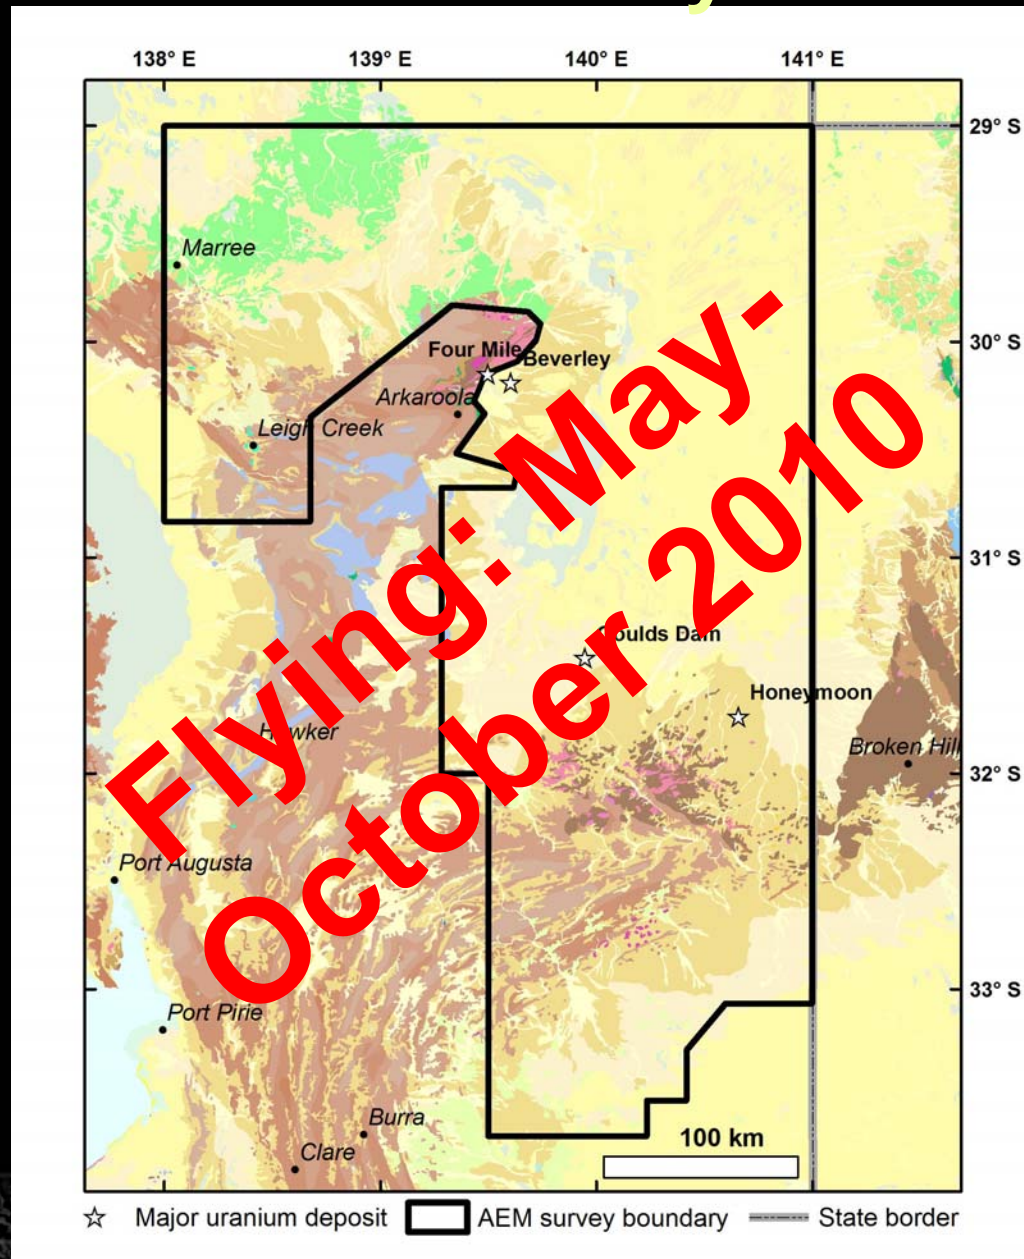 138° E 139° E 140° E 141° E
29° S
Marree
30° S
Four Mile
Beverley
Arkaroola
Leigh Creek
31° S
Goulds Dam
Honeymoon
Hawker
Broken Hill
32° S
Flying: May-
October 2010
Port Augusta
33° S
Port Pirie
Burra
100 km
Clare
Major uranium deposit AEM survey boundary State border